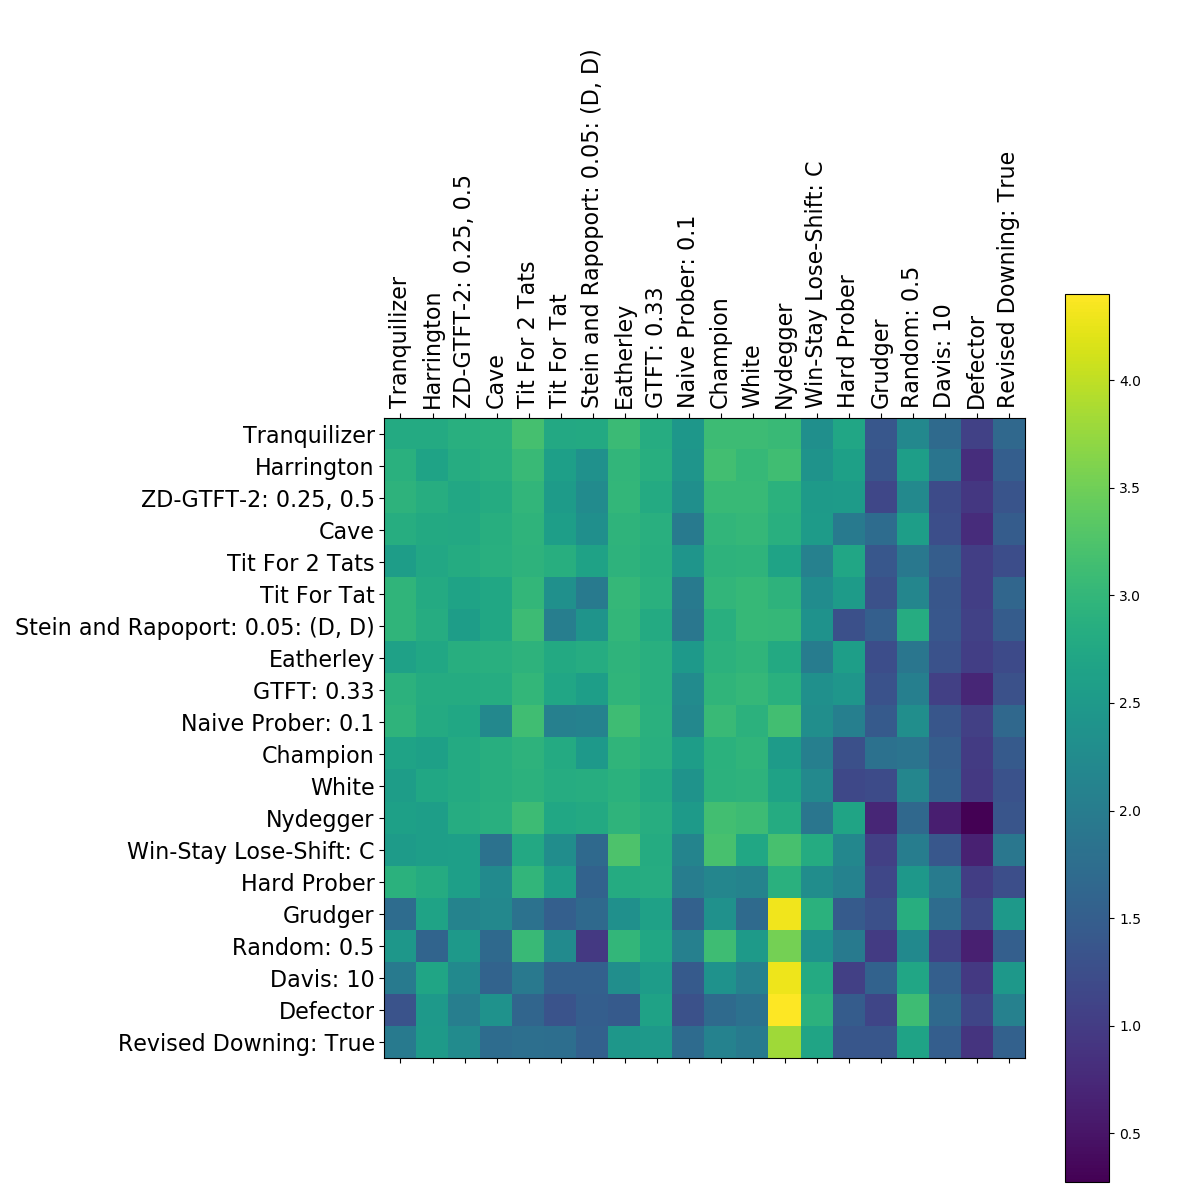 Tranquilizer
Harrington
ZD-GTFT-2: 0.25, 0.5
Cave
Tit For 2 Tats
Tit For Tat
Stein and Rapoport: 0.05: (D, D)
Eatherley
GTFT: 0.33
Naive Prober: 0.1
Champion
White
Nydegger
Win-Stay Lose-Shift: C
Hard Prober
Grudger
Random: 0.5
Davis: 10
Defector
Revised Downing: True
Tranquilizer
Harrington
ZD-GTFT-2: 0.25, 0.5
Cave
Tit For 2 Tats
Tit For Tat
Stein and Rapoport: 0.05: (D, D)
Eatherley
GTFT: 0.33
Naive Prober: 0.1
Champion
White
Nydegger
Win-Stay Lose-Shift: C
Hard Prober
Grudger
Random: 0.5
Davis: 10
Defector
Revised Downing: True
4.0
3.5
3.0
2.5
2.0
1.5
1.0
0.5